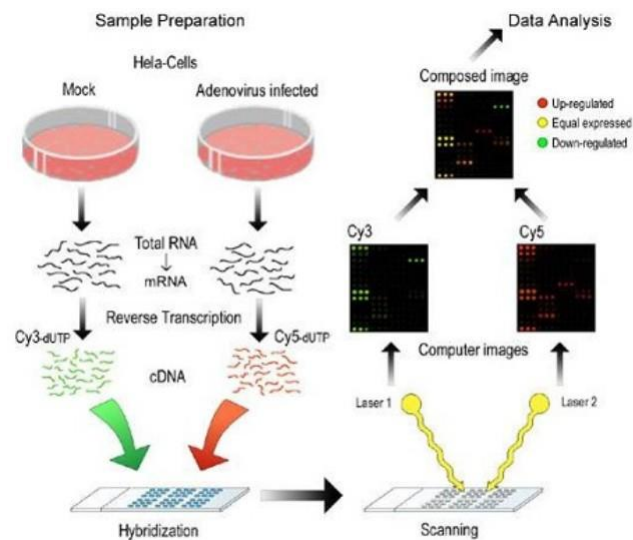 Sample Preparation
Data Analysis
Hela-Cells
Mock
Adenovirus infected
Total RNA
mRNA
Reverse Transcription
Cy3-dUTP
Cy5-dUTP
cDNA
Hybridization
Composed image
Up-regulated
Equal expressed
Down-regulated
Cy3
Cy5
Computer images
Laser 1
Laser 2
Scanning